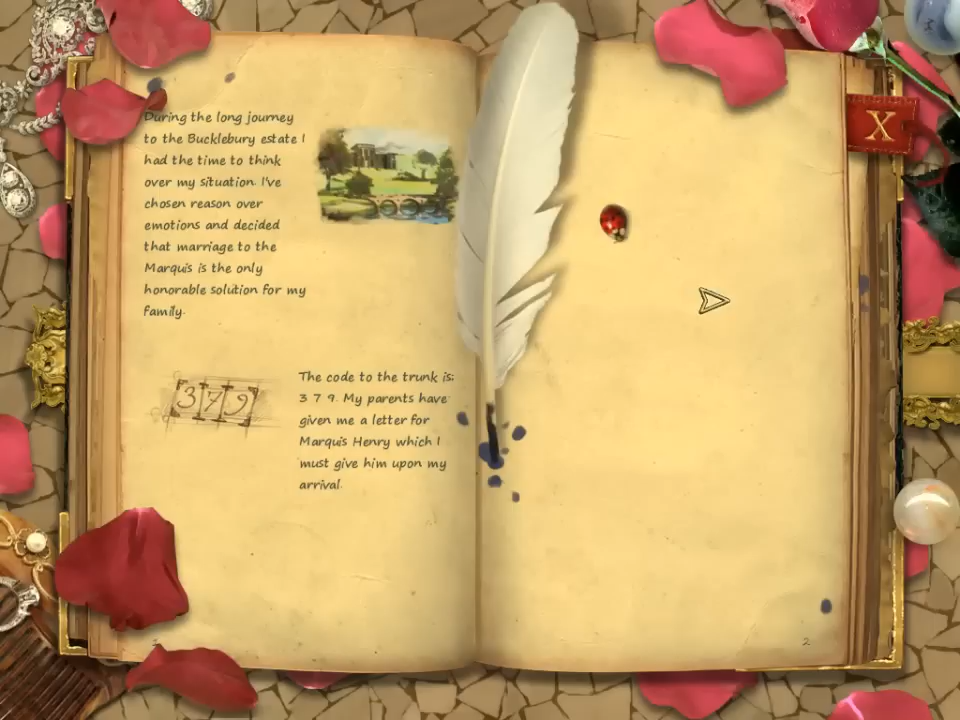 During the long journey
to the Bucklebury estate I
had the time to think
over my situation. I've
chosen reason over
emotions and decided
that marriage to the
Marquis is the only
honorable solution for my
family.
379
The code to the trunk is:
3 7 9. My parents have
given me a letter for
Marquis Henry which I
must give him upon my
arrival.
X
2